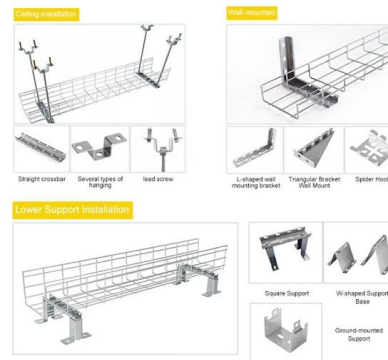 Ceiling installation
Wall-mounted
Straight crossbar
Several types of
hanging
lead screw
L-shaped wall
mounting bracket
Triangular Bracket
Wall Mount
Spider Hook
Lower Support Installation
Square Support
W-shaped Support
Base
Ground-mounted
Support